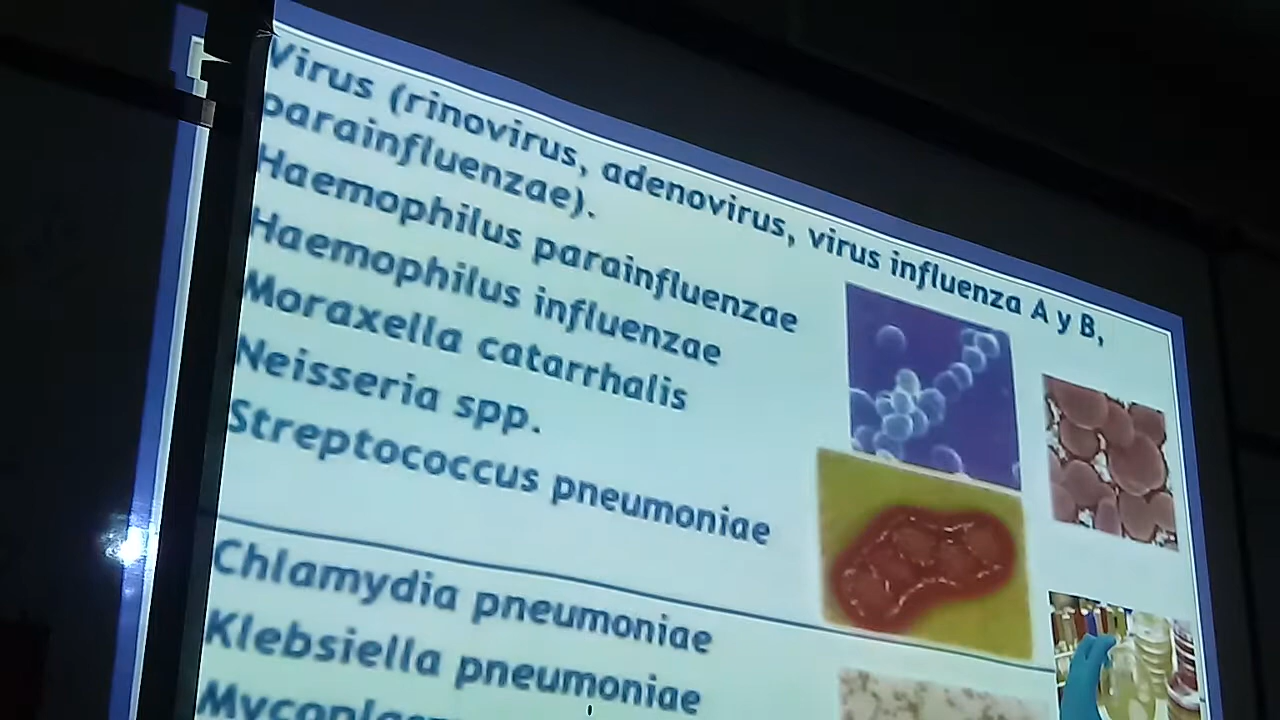 Virus (rinovirus, adenovirus, virus influenza A y B,
parainfluenzae).
Haemophilus parainfluenzae
Haemophilus influenzae
Moraxella catarrhalis
Neisseria spp.
Streptococcus pneumoniae
Chlamydia pneumoniae
Klebsiella pneumoniae